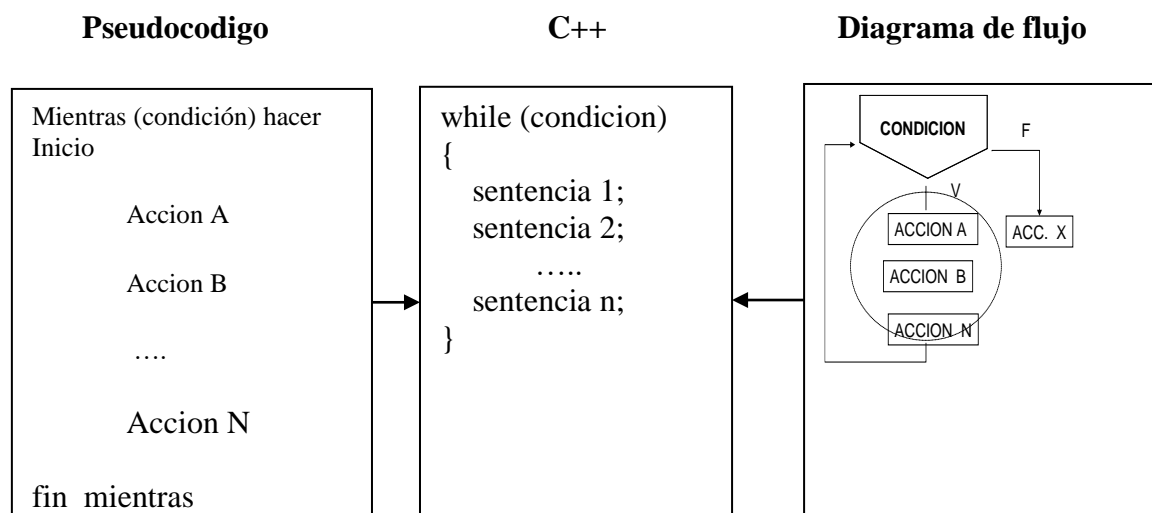 Pseudocodigo
C++
Diagrama de flujo
Mientras (condición) hacer
Inicio
Accion A
Accion B
….
Accion N
fin mientras
while (condicion)
{
sentencia 1;
sentencia 2;
…..
sentencia n;
}
CONDICION
F
V
ACCION A
ACC. X
ACCION B
ACCION N